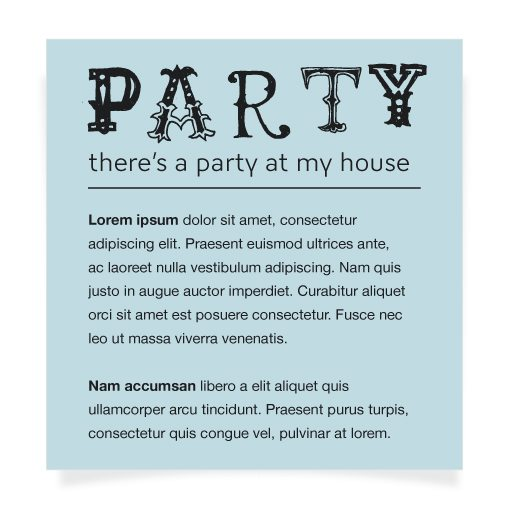 PARTY
there's a party at my house
Lorem ipsum dolor sit amet, consectetur
adipiscing elit. Praesent euismod ultrices ante,
ac laoreet nulla vestibulum adipiscing. Nam quis
justo in augue auctor imperdiet. Curabitur aliquet
orci sit amet est posuere consectetur. Fusce nec
leo ut massa viverra venenatis.
Nam accumsan libero a elit aliquet quis
ullamcorper arcu tincidunt. Praesent purus turpis,
consectetur quis congue vel, pulvinar at lorem.